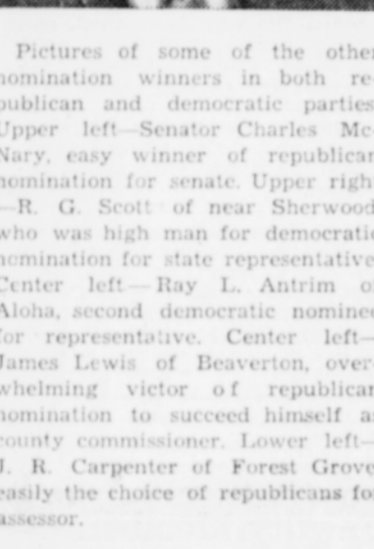 Pictures of some of the other
nomination winners in both re-
publican and democratic parties.
Upper left—Senator Charles Mc-
Nary, easy winner of republican
nomination for senate. Upper right
—R. G. Scott of near Sherwood,
who was high man for democratic
nomination for state representative.
Center left—Ray L. Antrim of
Aloha, second democratic nominee
for representative. Center left—
James Lewis of Beaverton, over-
whelming victor of republican
nomination to succeed himself as
county commissioner. Lower left—
J. R. Carpenter of Forest Grove,
easily the choice of republicans for
assessor.